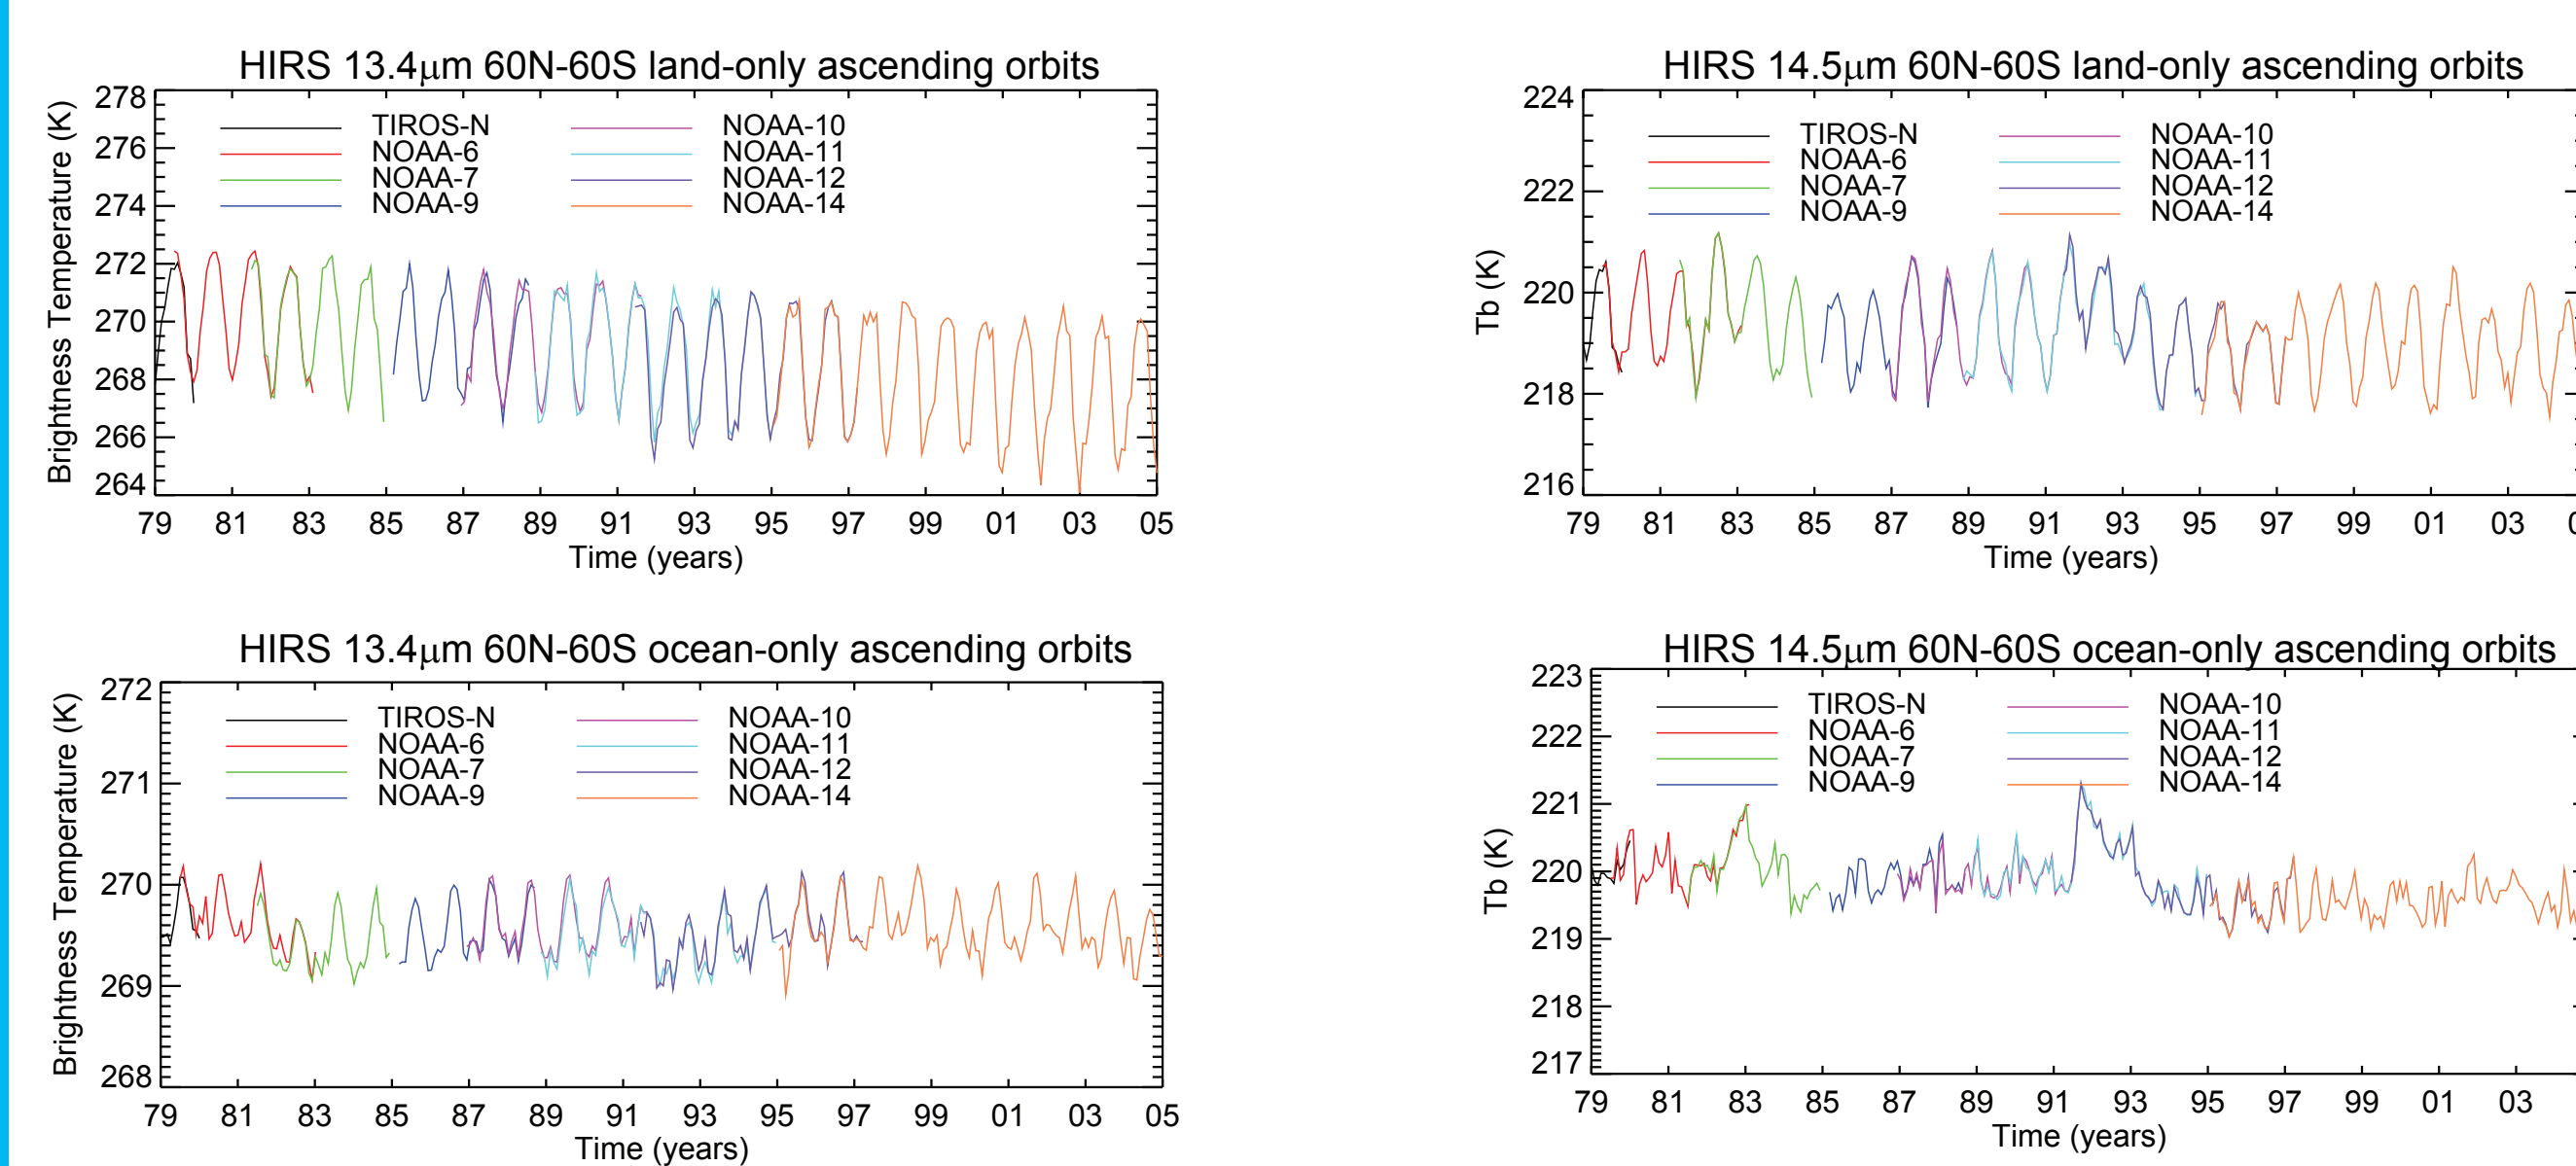 HIRS 13.4μm 60N-60S land-only ascending orbits
Brightness Temperature (K)
278
276
274
272
270
268
266
264
TIROS-N
NOAA-6
NOAA-7
NOAA-9
NOAA-10
NOAA-11
NOAA-12
NOAA-14
79 81 83 85 87 89 91 93 95 97 99 01 03 05
Time (years)
HIRS 14.5μm 60N-60S land-only ascending orbits
Tb (K)
224
222
220
218
216
TIROS-N
NOAA-6
NOAA-7
NOAA-9
NOAA-10
NOAA-11
NOAA-12
NOAA-14
79 81 83 85 87 89 91 93 95 97 99 01 03
Time (years)
HIRS 13.4μm 60N-60S ocean-only ascending orbits
Brightness Temperature (K)
272
271
270
269
268
TIROS-N
NOAA-6
NOAA-7
NOAA-9
NOAA-10
NOAA-11
NOAA-12
NOAA-14
79 81 83 85 87 89 91 93 95 97 99 01 03 05
Time (years)
HIRS 14.5μm 60N-60S ocean-only ascending orbits
Tb (K)
223
222
221
220
219
218
217
TIROS-N
NOAA-6
NOAA-7
NOAA-9
NOAA-10
NOAA-11
NOAA-12
NOAA-14
79 81 83 85 87 89 91 93 95 97 99 01 03
Time (years)